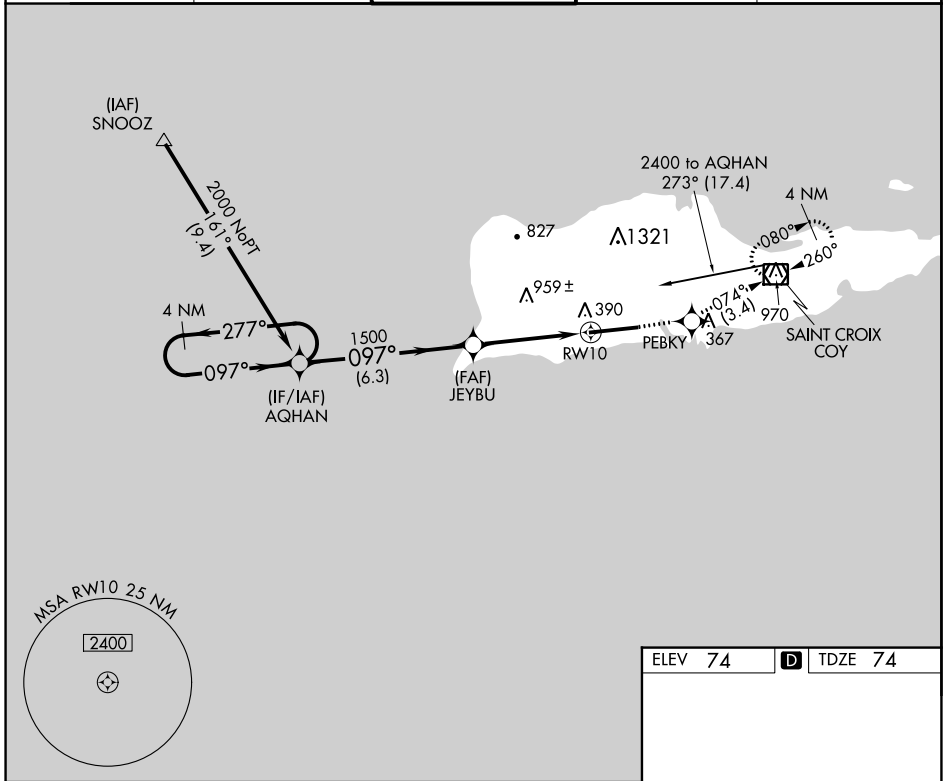 (IAF)
SNOOZ
2000 NoPT
161°
(9.4)
2400 to AQHAN
273° (17.4)
4 NM
827
1321
080°
260°
959 ±
390
074°
(3.4)
970
367
SAINT CROIX
COY
4 NM
277°
097°
1500
097°
(6.3)
RW10
PEBKY
(IF/IAF)
AQHAN
(FAF)
JEYBU
MSA RW10 25 NM
2400
ELEV 74 D TDZE 74